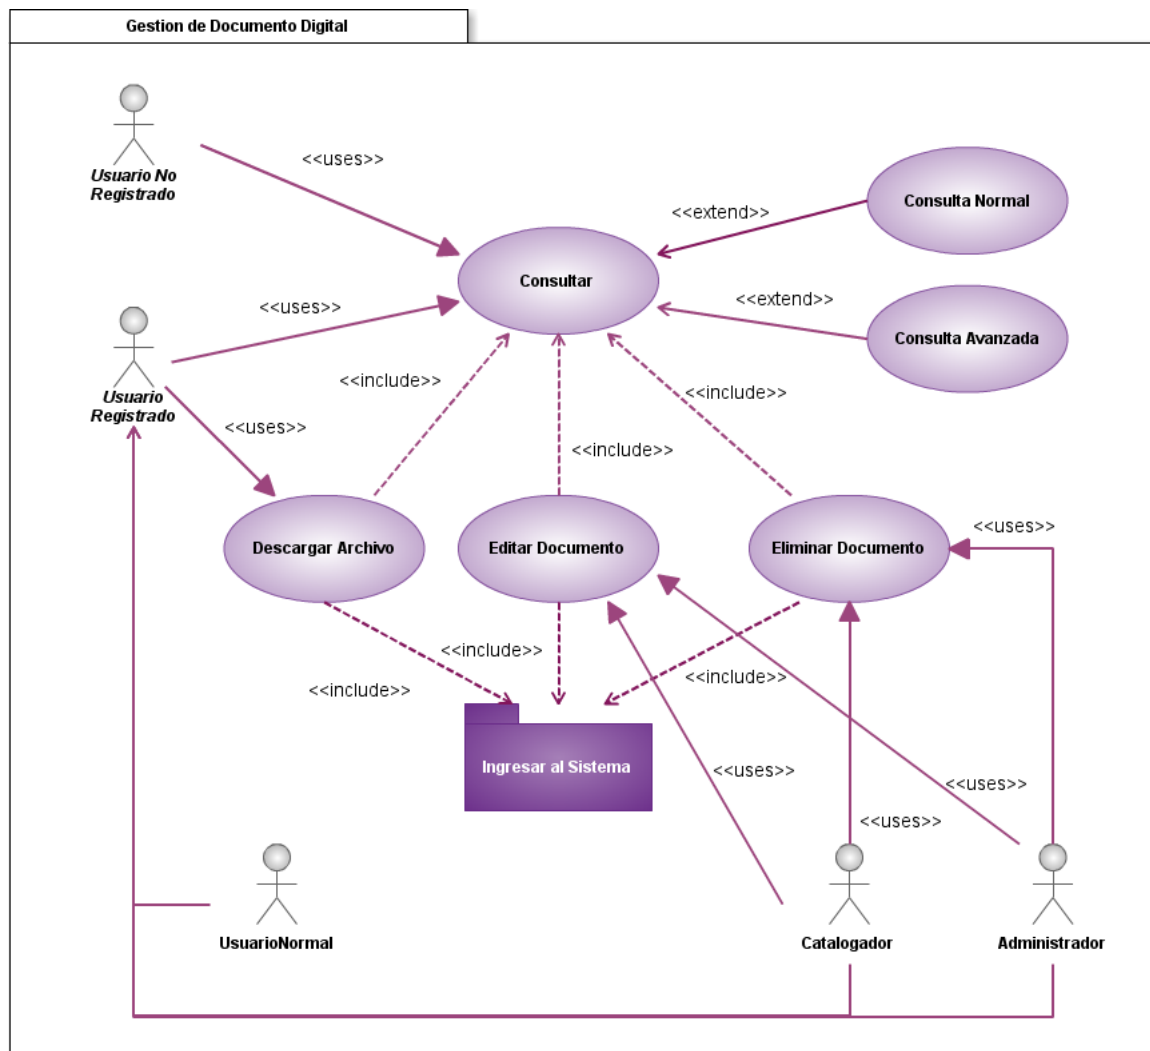 Gestion de Documento Digital
Usuario No
Registrado
<<uses>>
<<extend>>
Consulta Normal
Consultar
<<uses>>
<<extend>>
Consulta Avanzada
Usuario
Registrado
<<include>>
<<include>>
<<uses>>
<<include>>
Descargar Archivo
Editar Documento
Eliminar Documento
<<uses>>
<<include>>
<<include>>
<<include>>
Ingresar al Sistema
<<uses>>
<<uses>>
<<uses>>
UsuarioNormal
Catalogador
Administrador